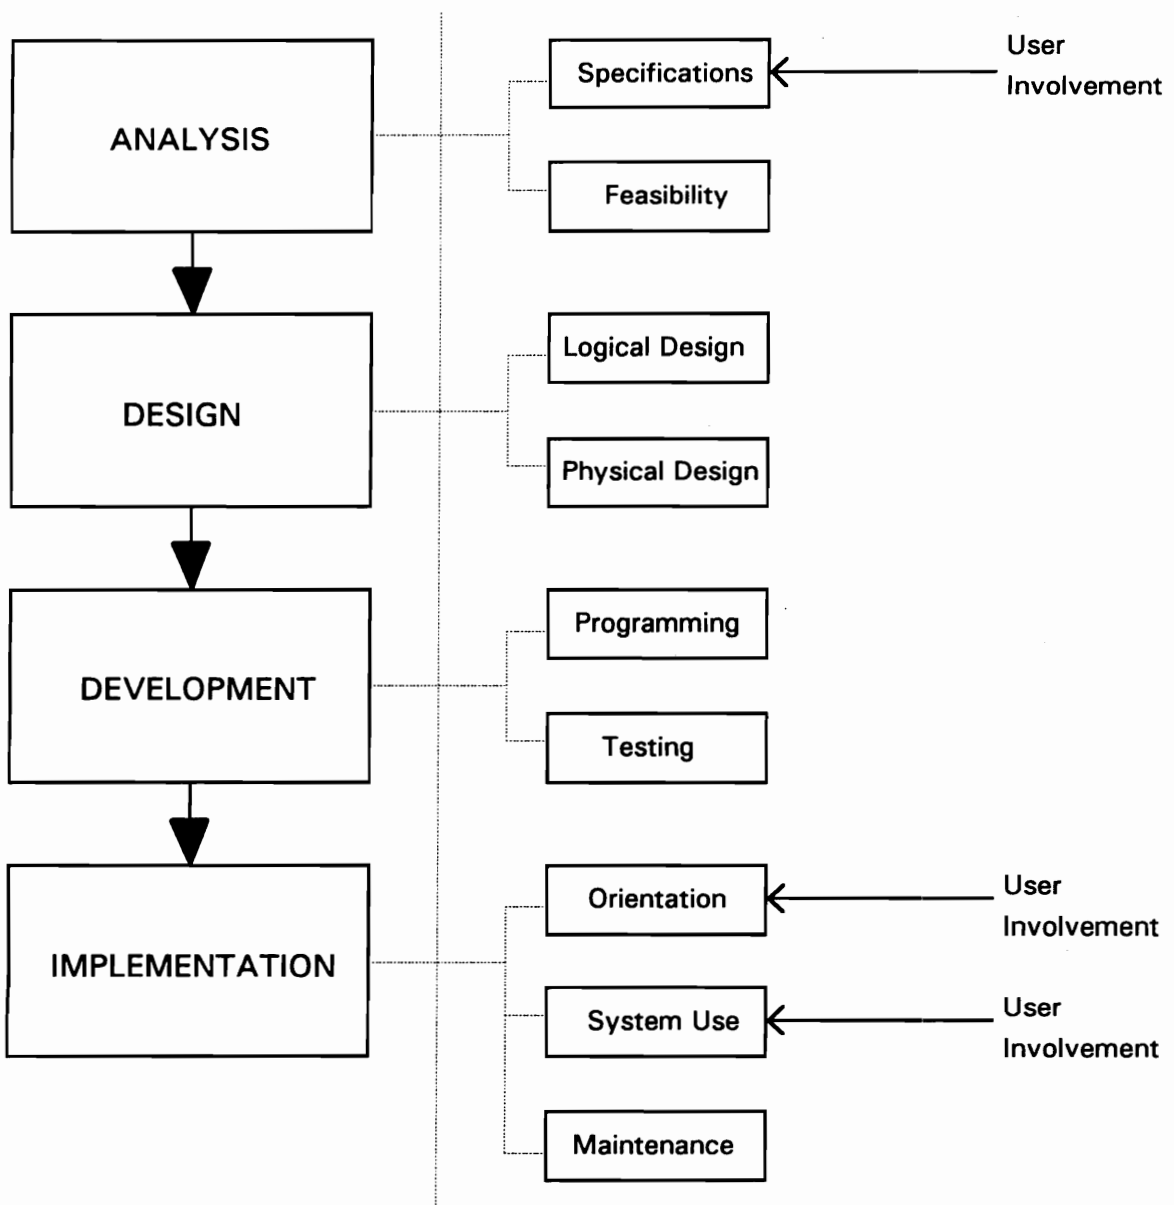 ANALYSIS
Specifications
User
Involvement
Feasibility
DESIGN
Logical Design
Physical Design
DEVELOPMENT
Programming
Testing
IMPLEMENTATION
Orientation
User
Involvement
System Use
User
Involvement
Maintenance